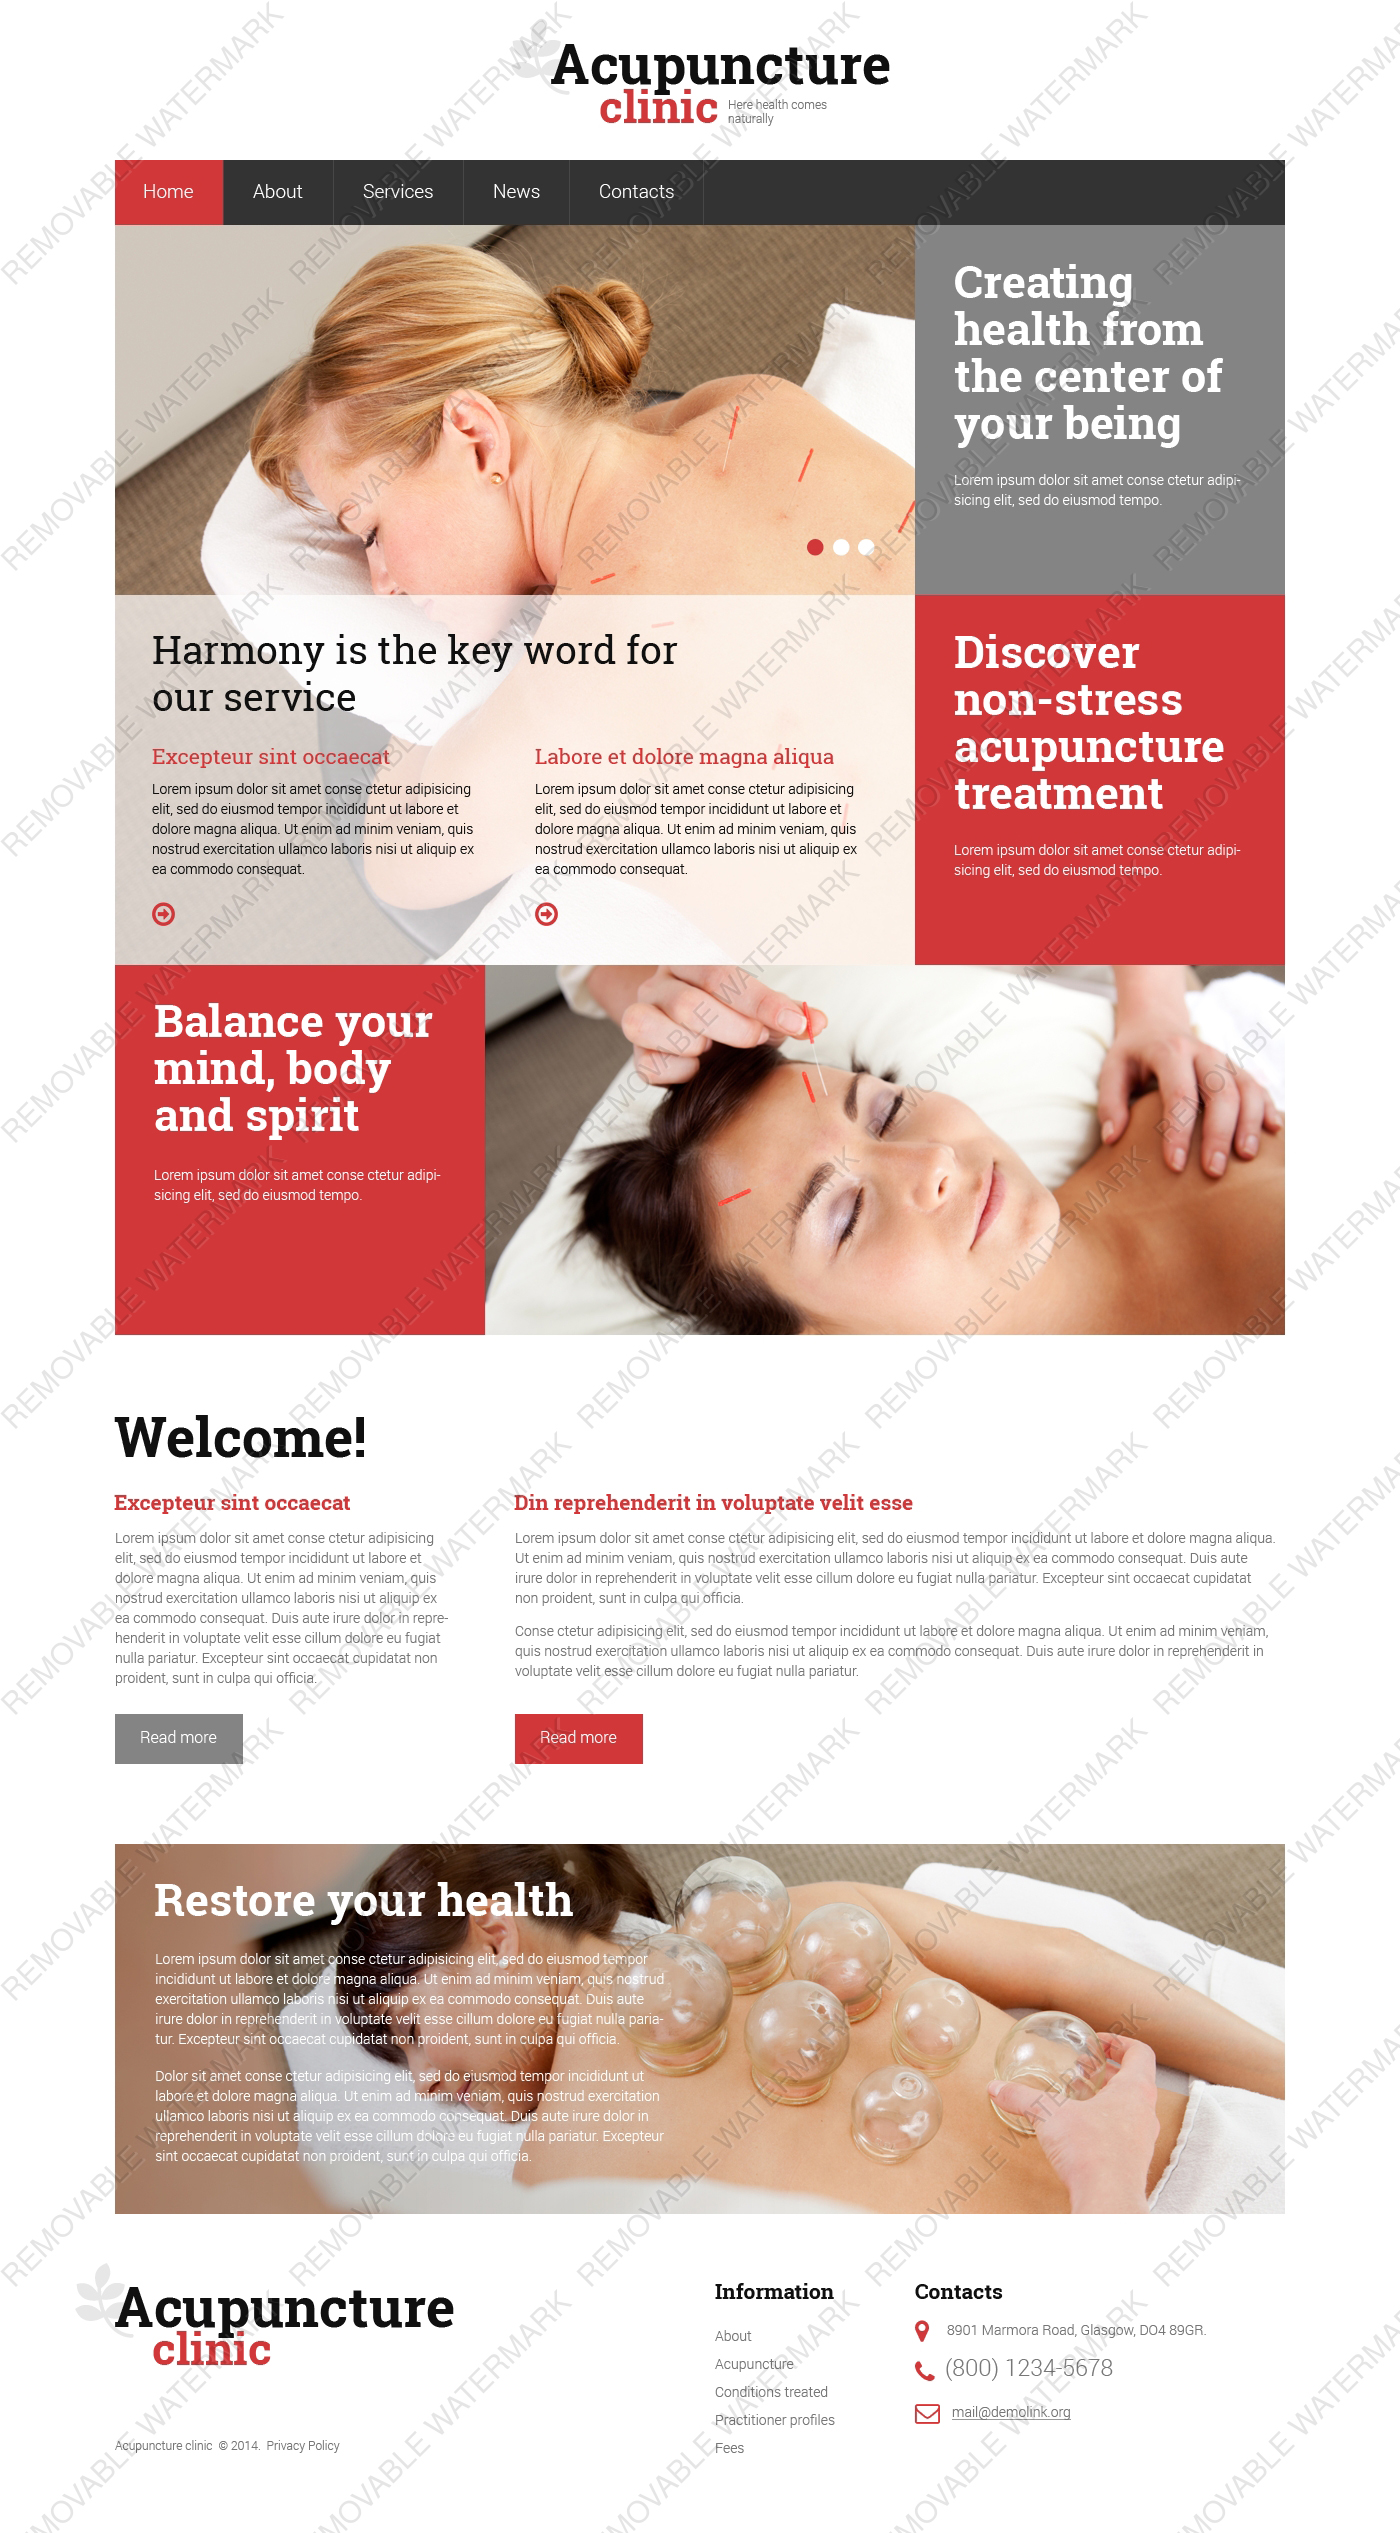 Acupuncture
clinic
Here health comes
naturally
Home
About
Services
News
Contacts
Creating
health from
the center of
your being
Lorem ipsum dolor sit amet conse ctetur adipi-
sicing elit, sed do eiusmod tempo.
Harmony is the key word for
our service
Excepteur sint occaecat
Lorem ipsum dolor sit amet conse ctetur adipisicing
elit, sed do eiusmod tempor incididunt ut labore et
dolore magna aliqua. Ut enim ad minim veniam, quis
nostrud exercitation ullamco laboris nisi ut aliquip ex
ea commodo consequat.
Labore et dolore magna aliqua
Lorem ipsum dolor sit amet conse ctetur adipisicing
elit, sed do eiusmod tempor incididunt ut labore et
dolore magna aliqua. Ut enim ad minim veniam, quis
nostrud exercitation ullamco laboris nisi ut aliquip ex
ea commodo consequat.
Discover
non-stress
acupuncture
treatment
Lorem ipsum dolor sit amet conse ctetur adipi-
sicing elit, sed do eiusmod tempo.
Balance your
mind, body
and spirit
Lorem ipsum dolor sit amet conse ctetur adipi-
sicing elit, sed do eiusmod tempo.
Welcome!
Excepteur sint occaecat
Lorem ipsum dolor sit amet conse ctetur adipisicing
elit, sed do eiusmod tempor incididunt ut labore et
dolore magna aliqua. Ut enim ad minim veniam, quis
nostrud exercitation ullamco laboris nisi ut aliquip ex
ea commodo consequat. Duis aute irure dolor in repre-
henderit in voluptate velit esse cillum dolore eu fugiat
nulla pariatur. Excepteur sint occaecat cupidatat non
proident, sunt in culpa qui officia.
Read more
Din reprehenderit in voluptate velit esse
Lorem ipsum dolor sit amet conse ctetur adipisicing elit, sed do eiusmod tempor incididunt ut labore et dolore magna aliqua.
Ut enim ad minim veniam, quis nostrud exercitation ullamco laboris nisi ut aliquip ex ea commodo consequat. Duis aute
irure dolor in reprehenderit in voluptate velit esse cillum dolore eu fugiat nulla pariatur. Excepteur sint occaecat cupidatat
non proident, sunt in culpa qui officia.
Conse ctetur adipisicing elit, sed do eiusmod tempor incididunt ut labore et dolore magna aliqua. Ut enim ad minim veniam,
quis nostrud exercitation ullamco laboris nisi ut aliquip ex ea commodo consequat. Duis aute irure dolor in reprehenderit in
voluptate velit esse cillum dolore eu fugiat nulla pariatur.
Read more
Restore your health
Lorem ipsum dolor sit amet conse ctetur adipisicing elit, sed do eiusmod tempor
incididunt ut labore et dolore magna aliqua. Ut enim ad minim veniam, quis nostrud
exercitation ullamco laboris nisi ut aliquip ex ea commodo consequat. Duis aute
irure dolor in reprehenderit in voluptate velit esse cillum dolore eu fugiat nulla paria-
tur. Excepteur sint occaecat cupidatat non proident, sunt in culpa qui officia.
Dolor sit amet conse ctetur adipisicing elit, sed do eiusmod tempor incididunt ut
labore et dolore magna aliqua. Ut enim ad minim veniam, quis nostrud exercitation
ullamco laboris nisi ut aliquip ex ea commodo consequat. Duis aute irure dolor in
reprehenderit in voluptate velit esse cillum dolore eu fugiat nulla pariatur. Excepteur
sint occaecat cupidatat non proident, sunt in culpa qui officia.
Acupuncture
clinic
Acupuncture clinic © 2014. Privacy Policy
Information
About
Acupuncture
Conditions treated
Practitioner profiles
Fees
Contacts
8901 Marmora Road, Glasgow, DO4 89GR.
(800) 1234-5678
mail@demolink.org
REMOVABLE WATERMARK